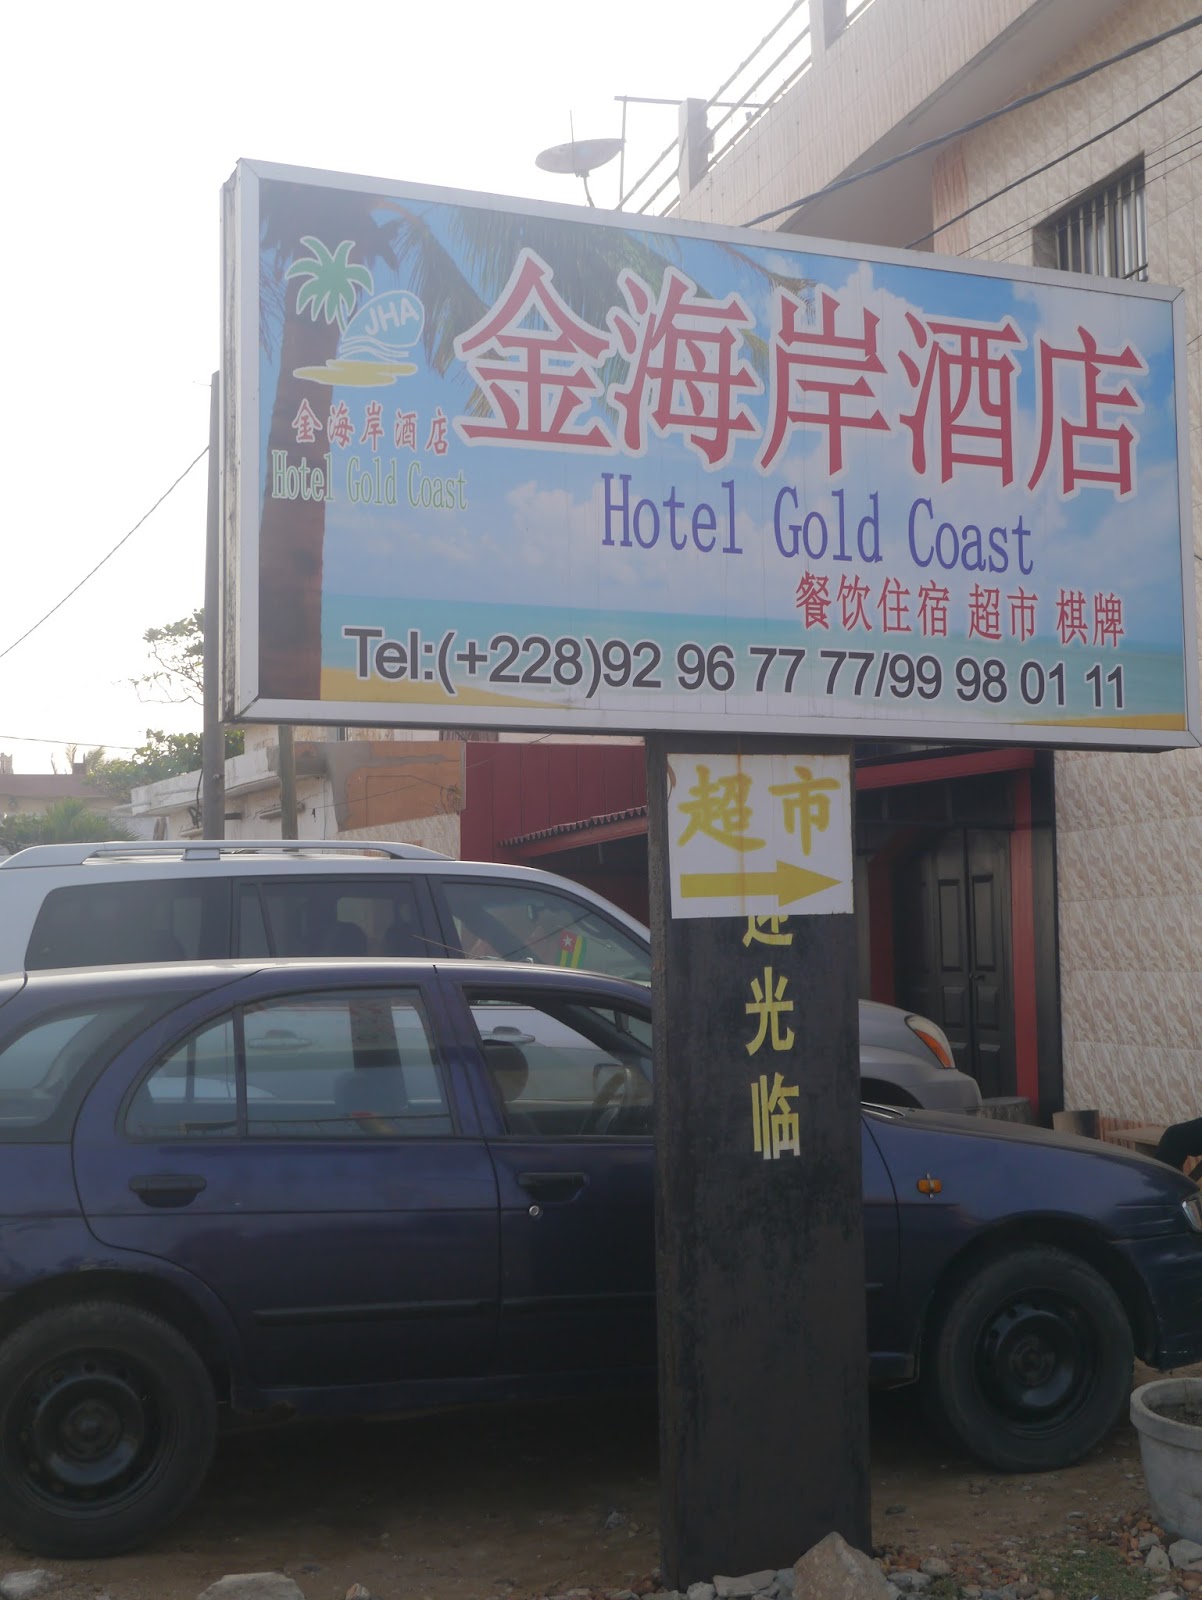 JHA
金海岸酒店
Hotel Gold Coast
金海岸酒店
Hotel Gold Coast
餐饮住宿 超市 棋牌
Tel:(+228)92 96 77 77/99 98 01 11
超市
迎
光
临